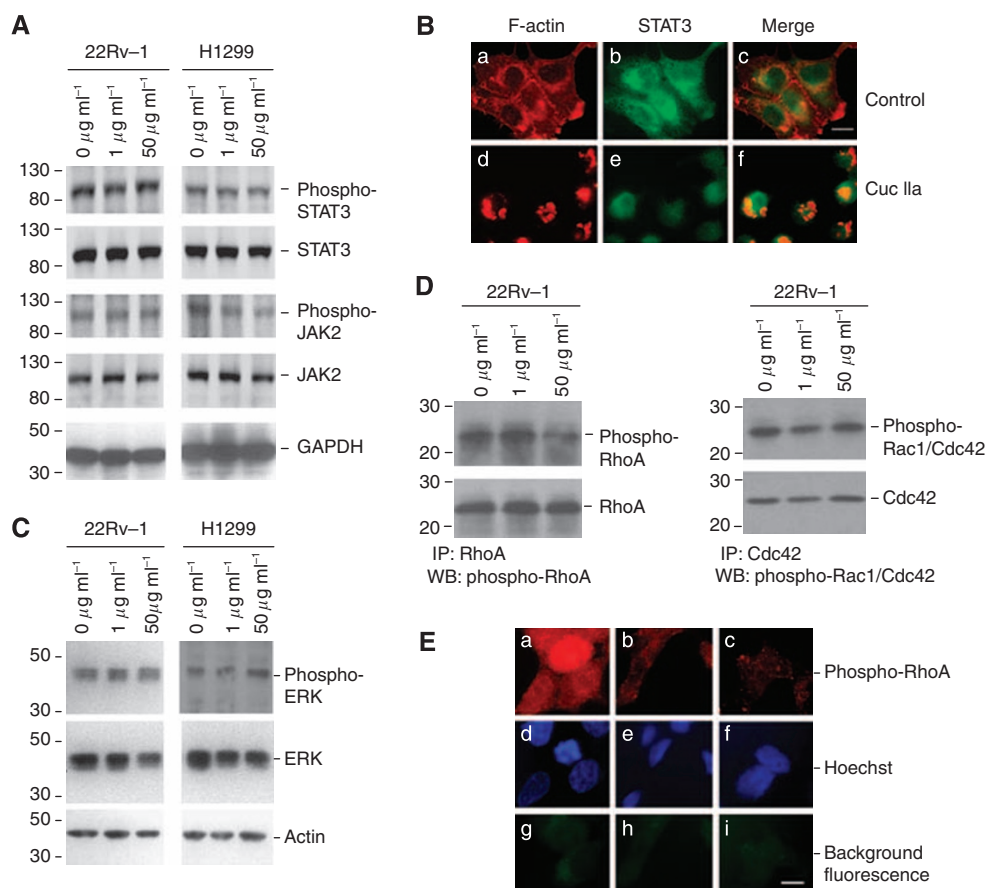 A
22Rv–1 H1299
0 µg ml–1 1 µg ml–1 50 µg ml–1 0 µg ml–1 1 µg ml–1 50 µg ml–1
130
80
Phospho-
STAT3
130
80
STAT3
130
80
Phospho-
JAK2
130
80
JAK2
50
30
GAPDH
B
F-actin STAT3 Merge
a b c
Control
d e f
Cuc IIa
C
22Rv–1 H1299
0 µg ml–1 1 µg ml–1 50µg ml–1 0 µg ml–1 1 µg ml–1 50 µg ml–1
50
30
Phospho-
ERK
50
30
ERK
50
30
Actin
D
22Rv–1
0 µg ml–1 1 µg ml–1 50 µg ml–1
30
20
Phospho-
RhoA
30
20
RhoA
IP: RhoA
WB: phospho-RhoA
22Rv–1
0 µg ml–1 1 µg ml–1 50 µg ml–1
30
20
Phospho-
Rac1/Cdc42
30
20
Cdc42
IP: Cdc42
WB: phospho-Rac1/Cdc42
E
a b c
Phospho-RhoA
d e f
Hoechst
g h i
Background
fluorescence